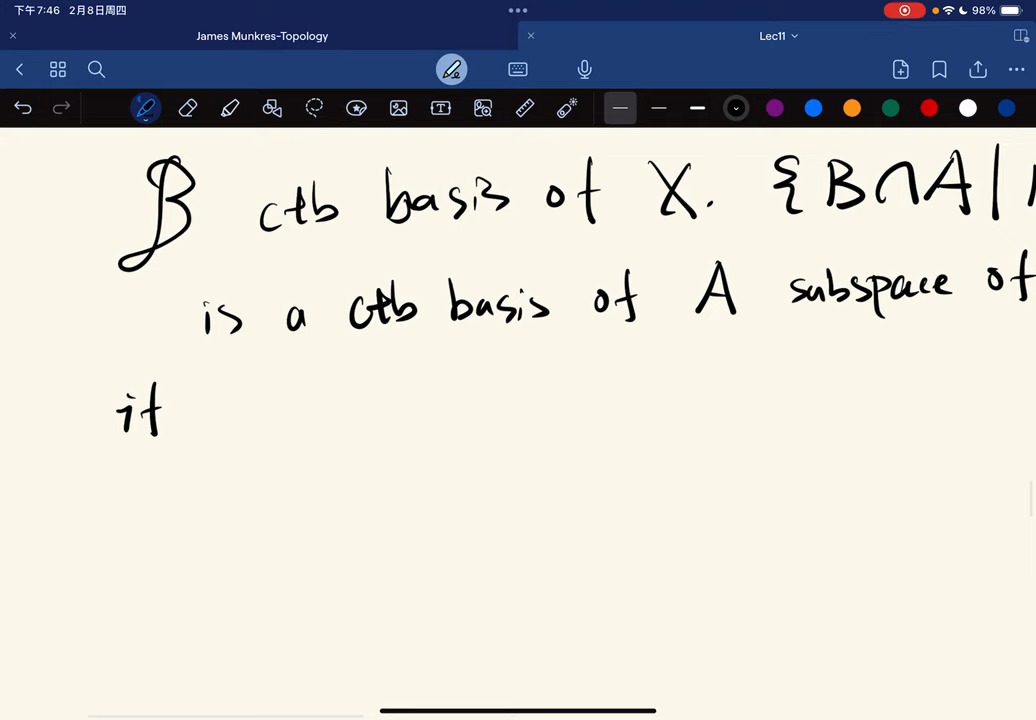 下午7:46 2月8日周四
98%
James Munkres-Topology
Lec11
ℬ ctb basis of X. {B∩A|
is a ctb basis of A subspace of
if